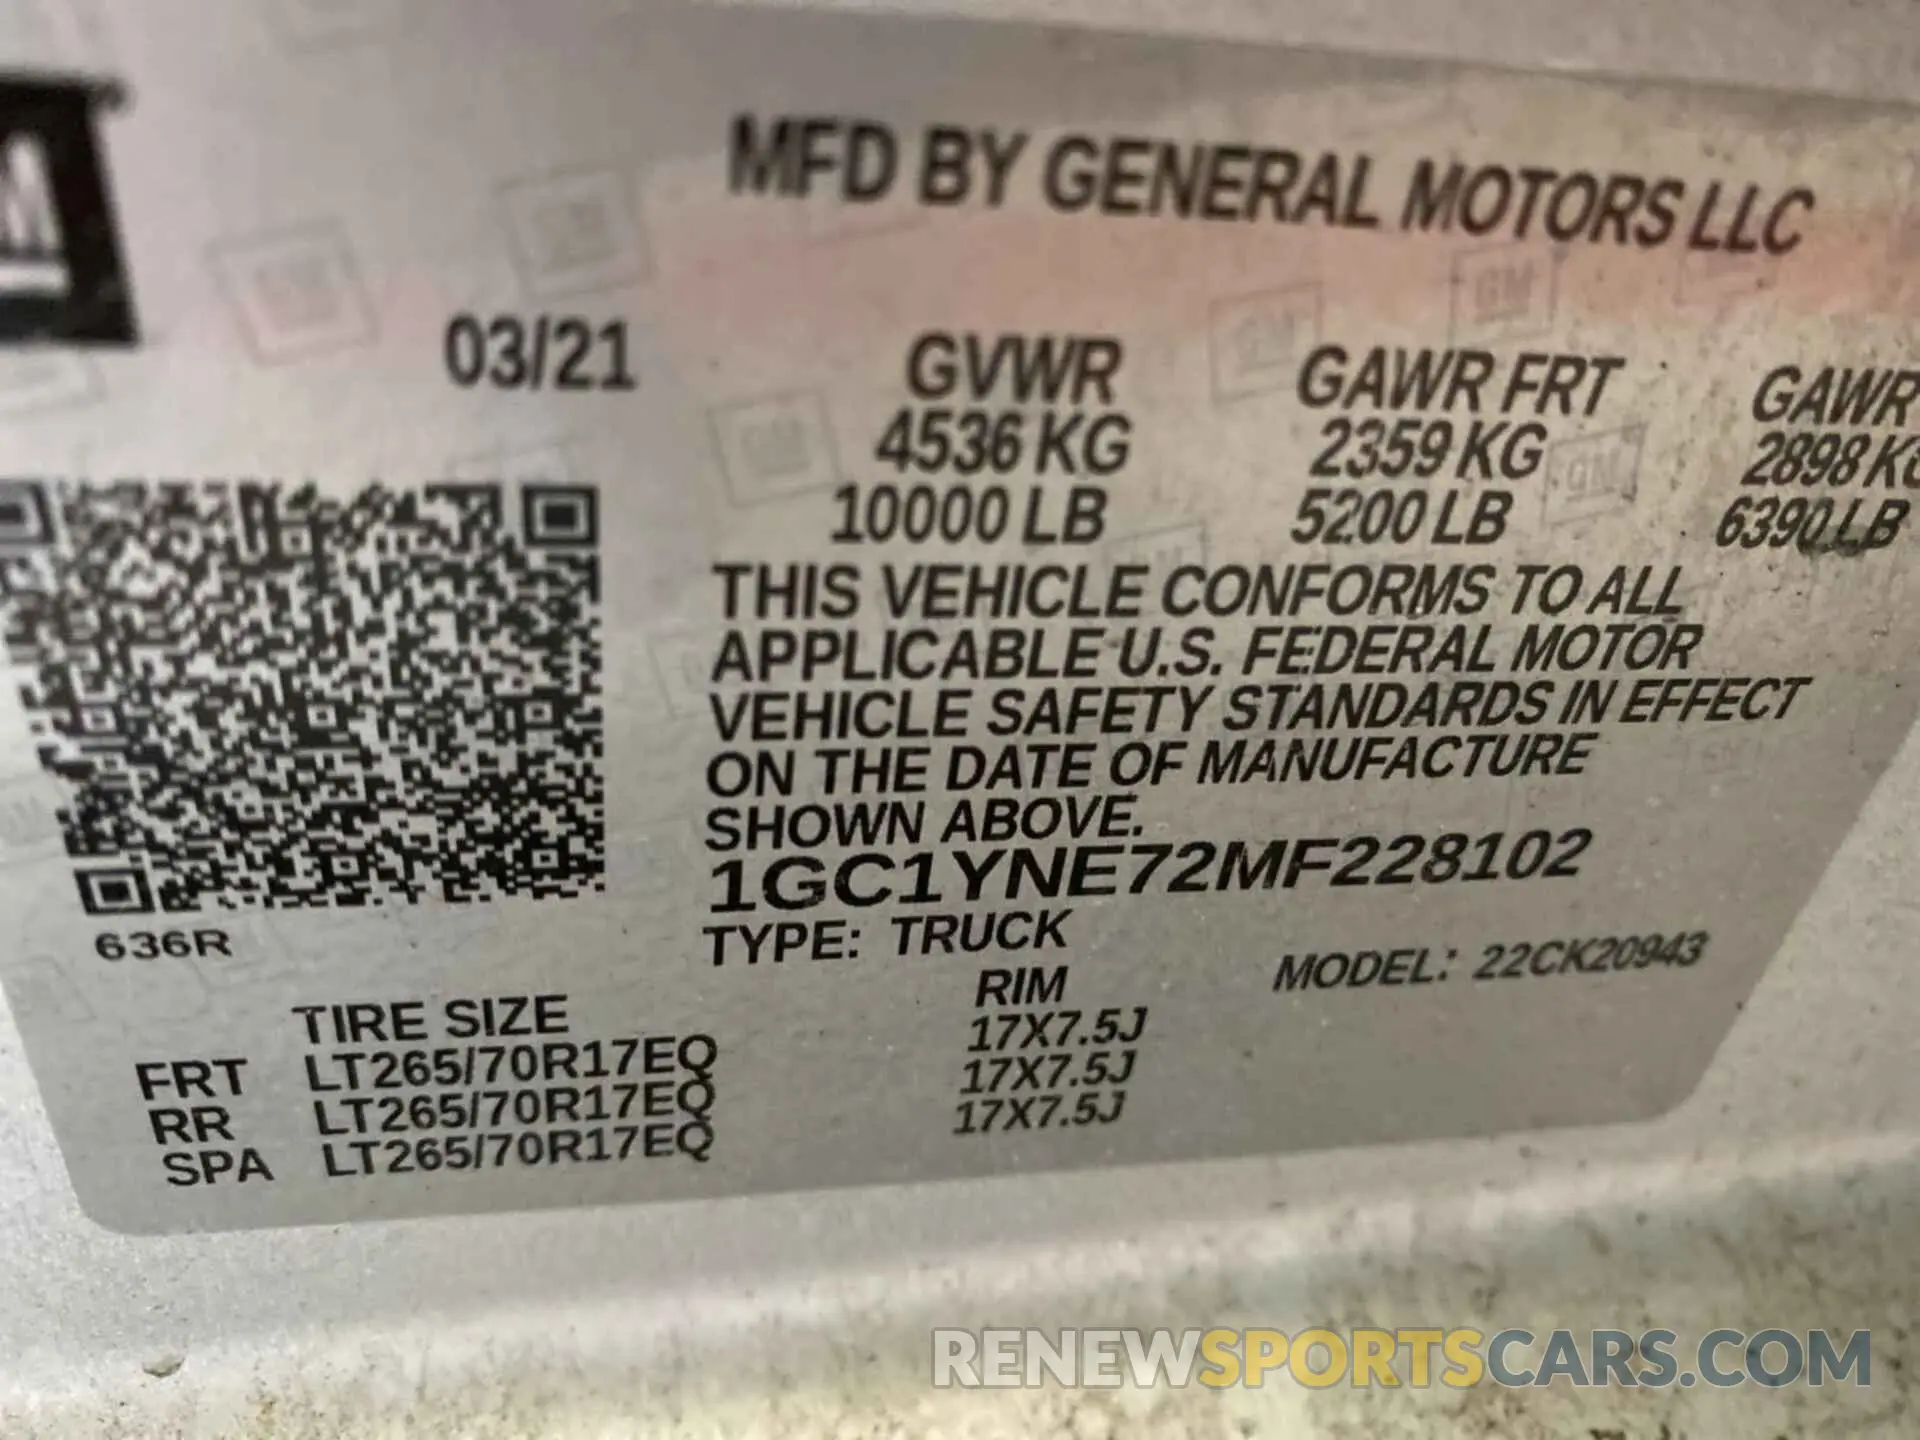 GM
MFD BY GENERAL MOTORS LLC
03/21
GVWR GAWR FRT GAWR
4536 KG 2359 KG 2898 KG
10000 LB 5200 LB 6390 LB
THIS VEHICLE CONFORMS TO ALL
APPLICABLE U.S. FEDERAL MOTOR
VEHICLE SAFETY STANDARDS IN EFFECT
ON THE DATE OF MANUFACTURE
SHOWN ABOVE.
1GC1YNE72MF228102
636R
TYPE: TRUCK
MODEL: 22CK20943
TIRE SIZE RIM
FRT LT265/70R17EQ 17X7.5J
RR LT265/70R17EQ 17X7.5J
SPA LT265/70R17EQ 17X7.5J
RENEWSPORTSCARS.COM